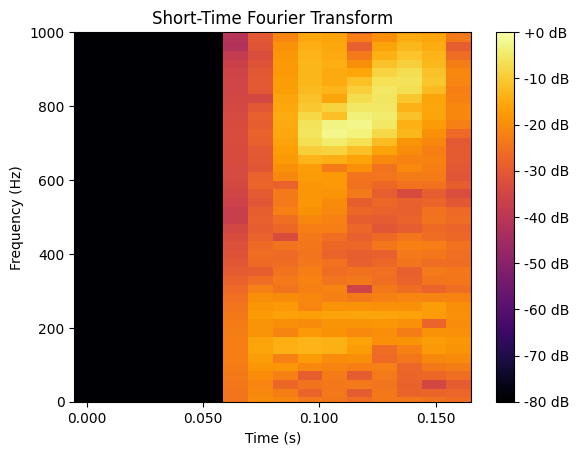 Short-Time Fourier Transform
1000
800
600
400
200
0
Frequency (Hz)
0.000
0.050
0.100
0.150
Time (s)
+0 dB
-10 dB
-20 dB
-30 dB
-40 dB
-50 dB
-60 dB
-70 dB
-80 dB